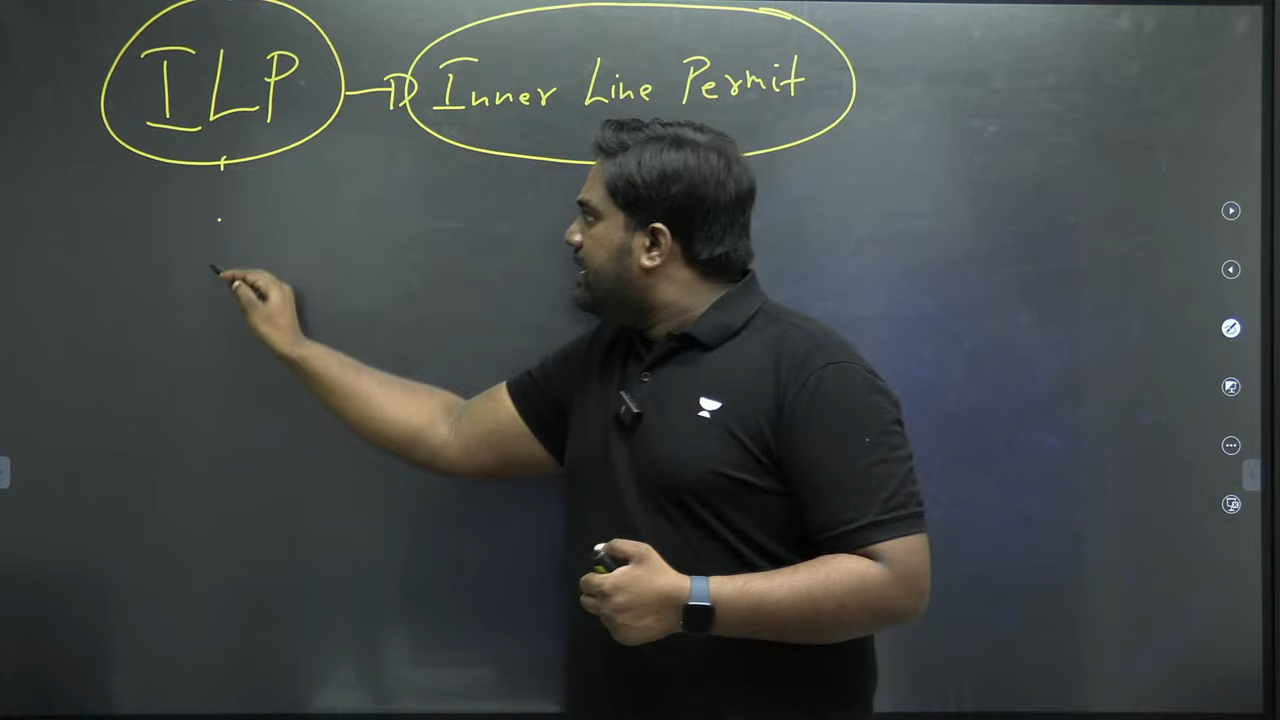 ILP → Inner Line Permit